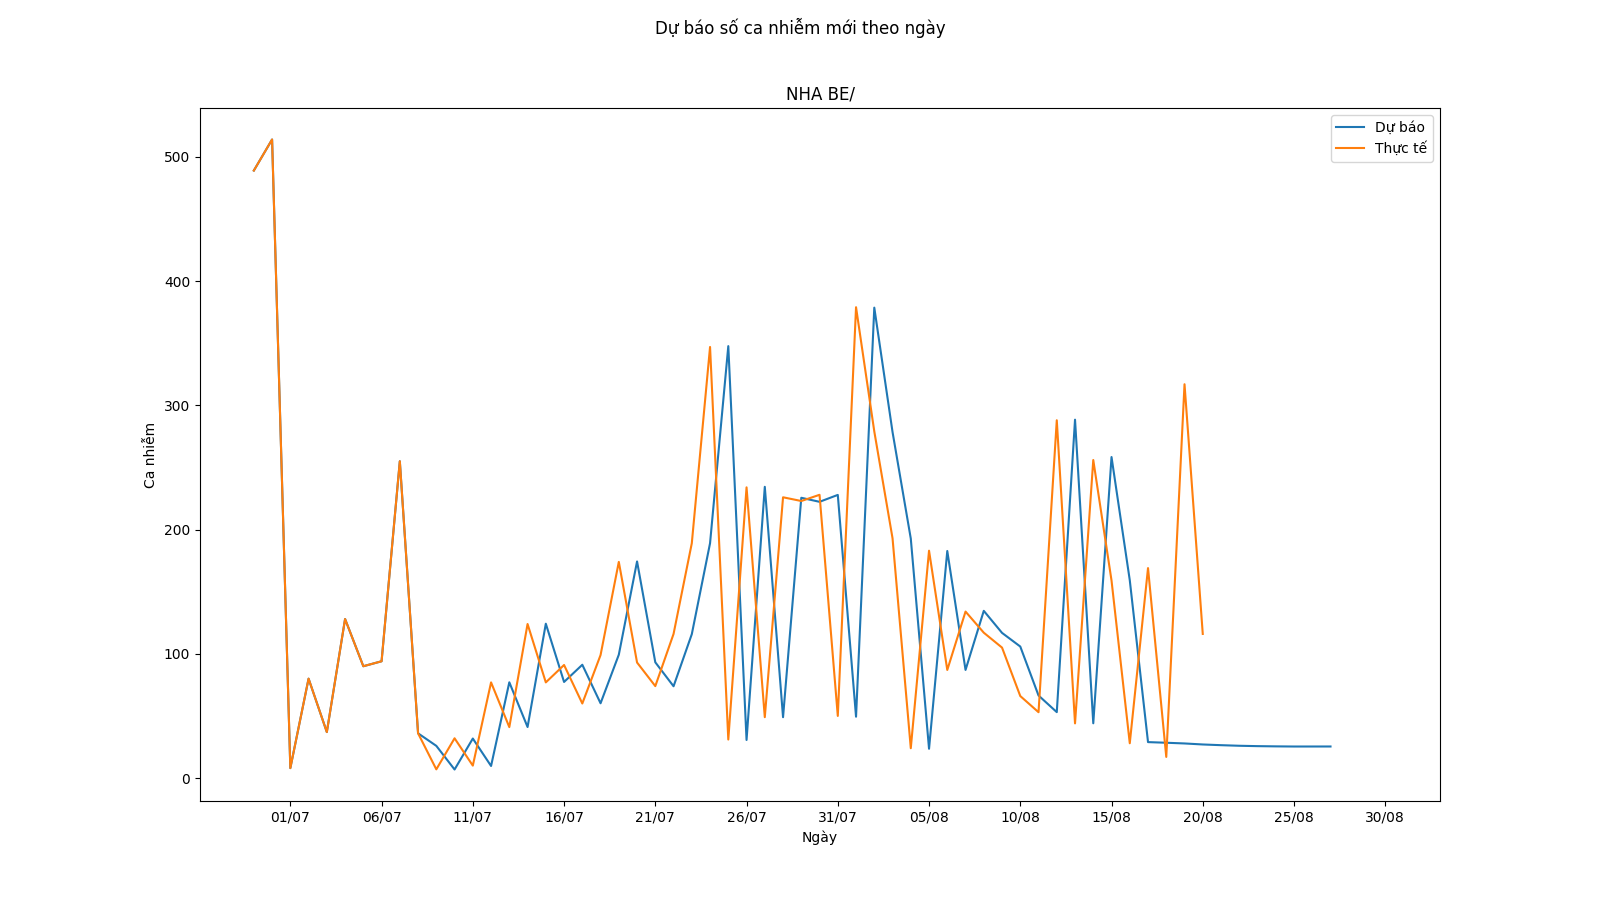 Dự báo số ca nhiễm mới theo ngày
NHA BE/
Dự báo
Thực tế
500
400
300
200
100
0
Ca nhiễm
01/07 06/07 11/07 16/07 21/07 26/07 31/07 05/08 10/08 15/08 20/08 25/08 30/08
Ngày